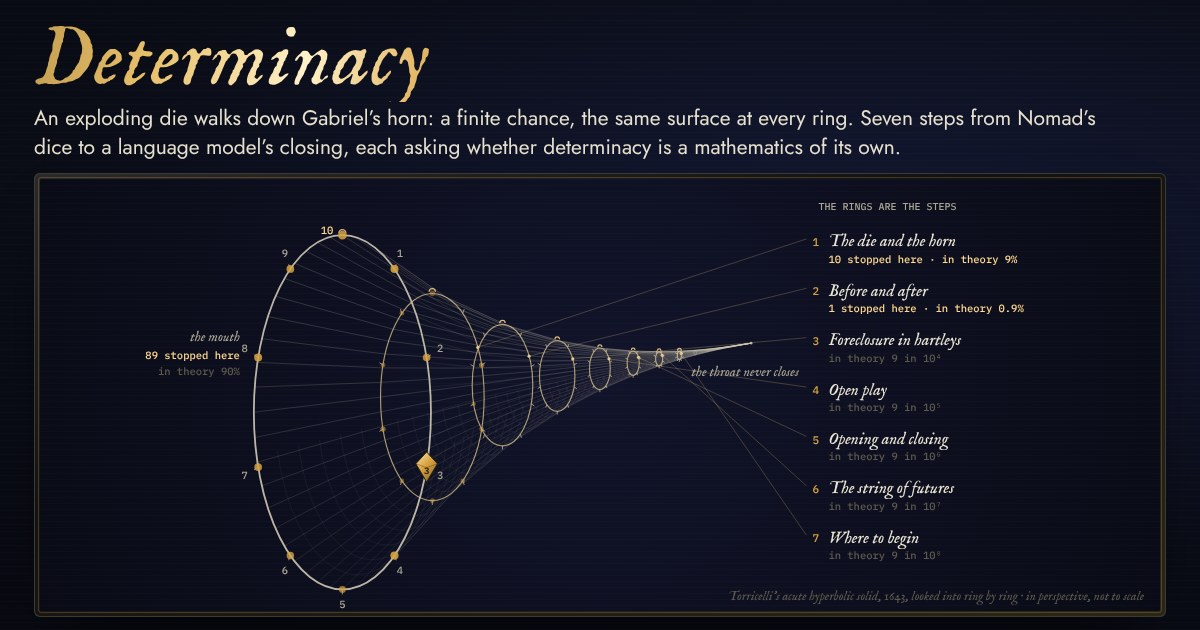 Determinacy
An exploding die walks down Gabriel's horn: a finite chance, the same surface at every ring. Seven steps from Nomad's
dice to a language model's closing, each asking whether determinacy is a mathematics of its own.
THE RINGS ARE THE STEPS
10
9
1
8
2
7
3
3
6
4
5
the mouth
89 stopped here
in theory 90%
the throat never closes
1 The die and the horn
10 stopped here · in theory 9%
2 Before and after
1 stopped here · in theory 0.9%
3 Foreclosure in hartleys
in theory 9 in 10⁴
4 Open play
in theory 9 in 10⁵
5 Opening and closing
in theory 9 in 10⁶
6 The string of futures
in theory 9 in 10⁷
7 Where to begin
in theory 9 in 10⁸
Torricelli's acute hyperbolic solid, 1643, looked into ring by ring · in perspective, not to scale